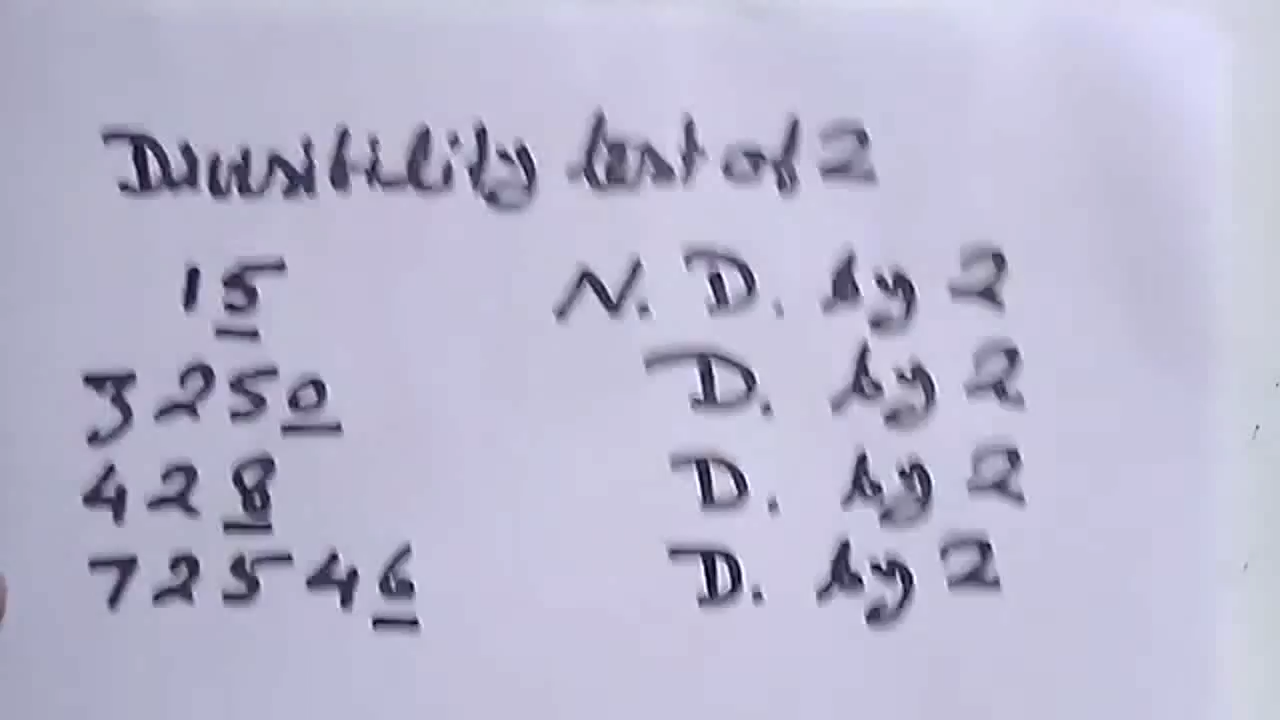 Divisibility test of 2
15 N. D. by 2
3250 D. by 2
428 D. by 2
72546 D. by 2